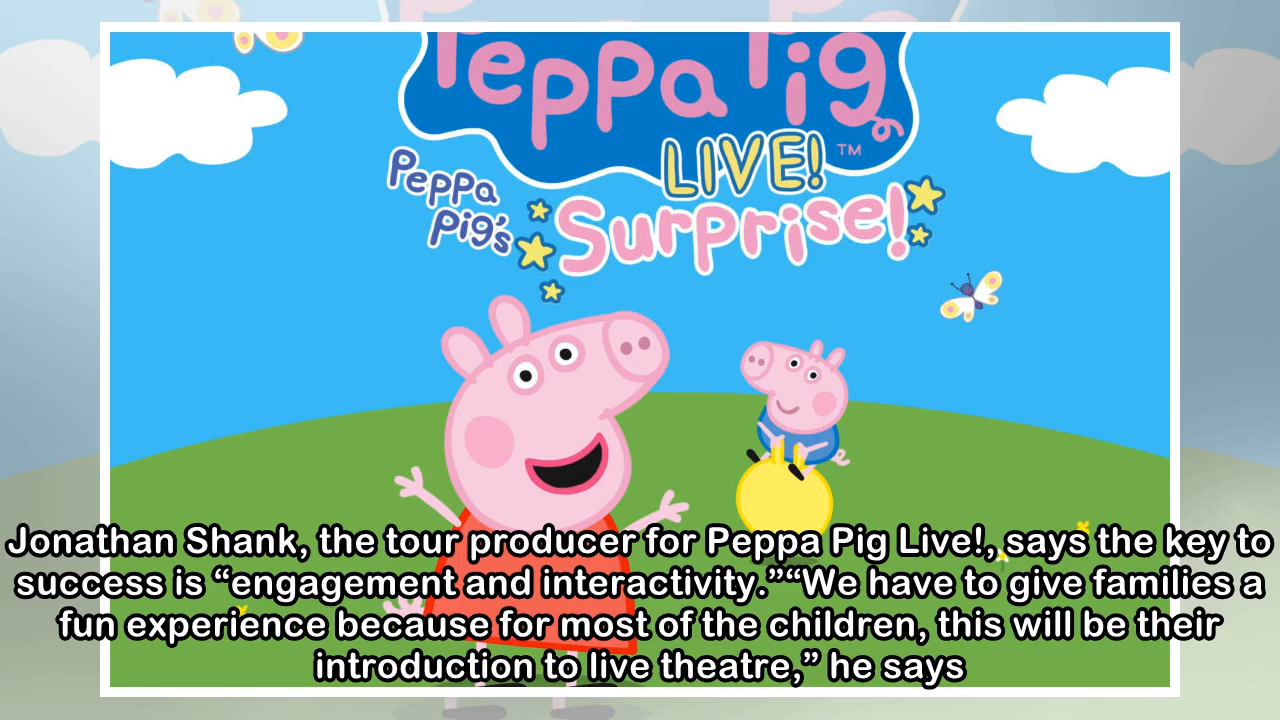 Peppa Pig
LIVE! ™
Peppa
Pig's
Surprise!
Jonathan Shank, the tour producer for Peppa Pig Live!, says the key to
success is “engagement and interactivity.”“We have to give families a
fun experience because for most of the children, this will be their
introduction to live theatre,” he says